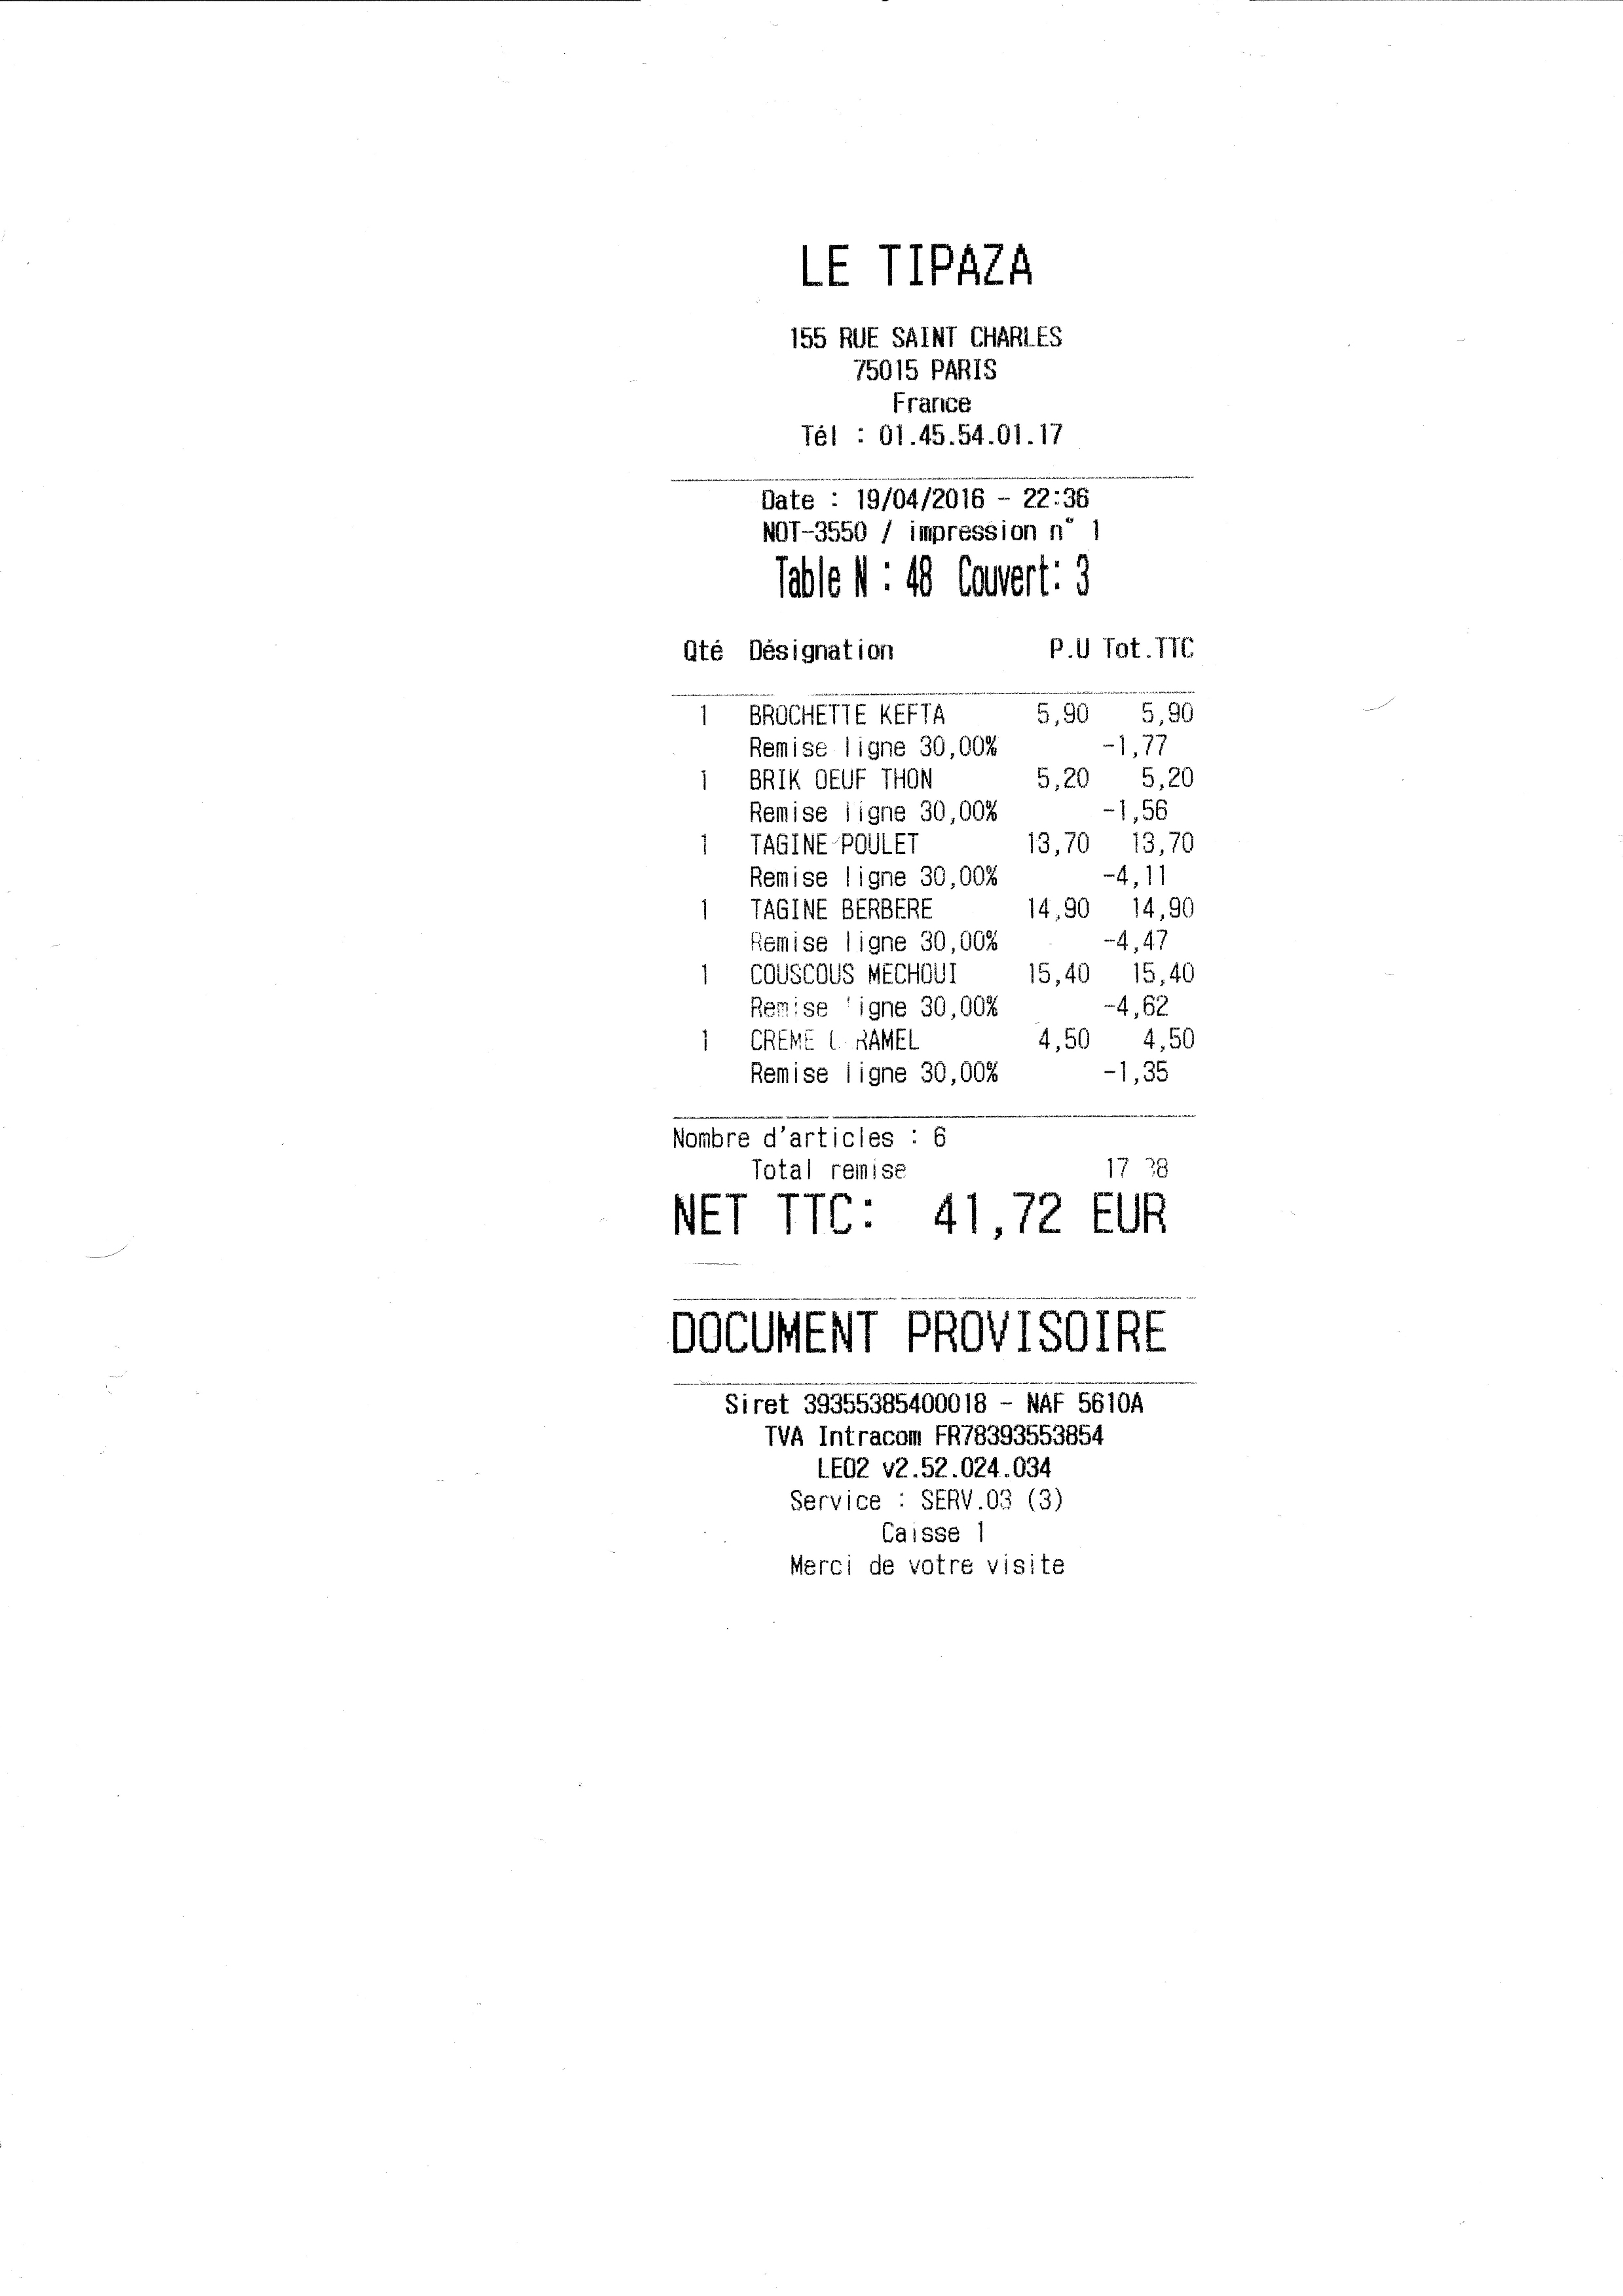 LE TIPAZA
155 RUE SAINT CHARLES
75015 PARIS
France
Tél : 01.45.54.01.17
Date : 19/04/2016 - 22:36
NOT-3550 / impression n° 1
Table N : 48 Couvert: 3
Qté Désignation P.U Tot.TTC
1 BROCHETTE KEFTA 5,90 5,90
Remise ligne 30,00% -1,77
1 BRIK OEUF THON 5,20 5,20
Remise ligne 30,00% -1,56
1 TAGINE POULET 13,70 13,70
Remise ligne 30,00% -4,11
1 TAGINE BERBERE 14,90 14,90
Remise ligne 30,00% -4,47
1 COUSCOUS MECHOUI 15,40 15,40
Remise ligne 30,00% -4,62
1 CREME 4,50 4,50
Remise ligne 30,00% -1,35
Nombre d'articles : 6
Total remise
NET TTC: 41,72 EUR
DOCUMENT PROVISOIRE
Siret 39355385400018 - NAF 5610A
TVA Intracom FR78393553854
LEO2 v2.52.024.034
Service : SERV.03 (3)
Caisse 1
Merci de votre visite